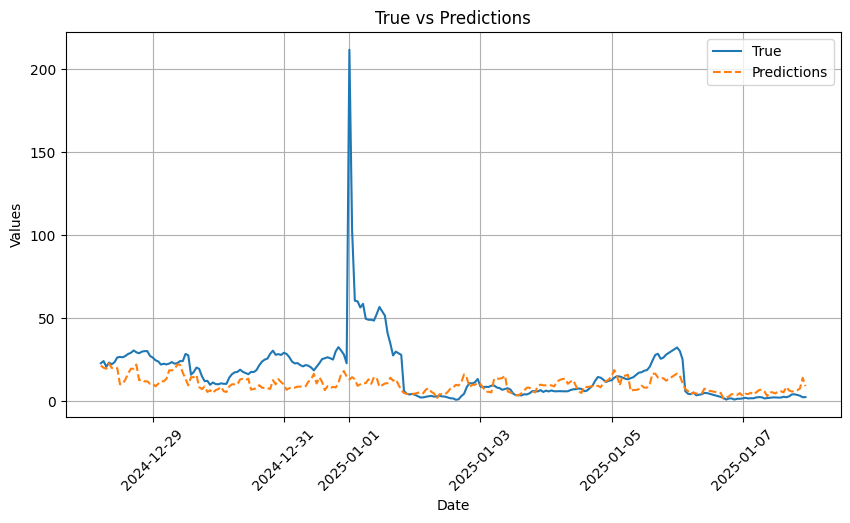 True vs Predictions
True
Predictions
Values
200
150
100
50
0
2024-12-29
2024-12-31
2025-01-01
2025-01-03
2025-01-05
2025-01-07
Date